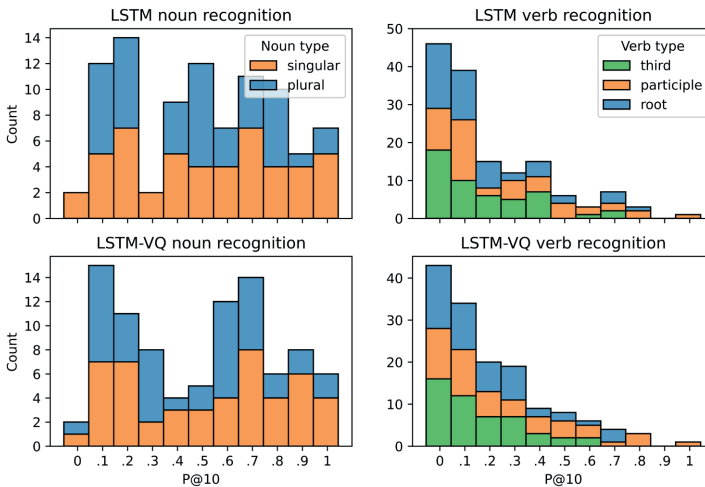 LSTM noun recognition
14
12
10
8
6
4
2
0
Count
Noun type
singular
plural
LSTM verb recognition
50
40
30
20
10
0
Verb type
third
participle
root
LSTM-VQ noun recognition
14
12
10
8
6
4
2
0
Count
0 .1 .2 .3 .4 .5 .6 .7 .8 .9 1
P@10
LSTM-VQ verb recognition
40
30
20
10
0
0 .1 .2 .3 .4 .5 .6 .7 .8 .9 1
P@10